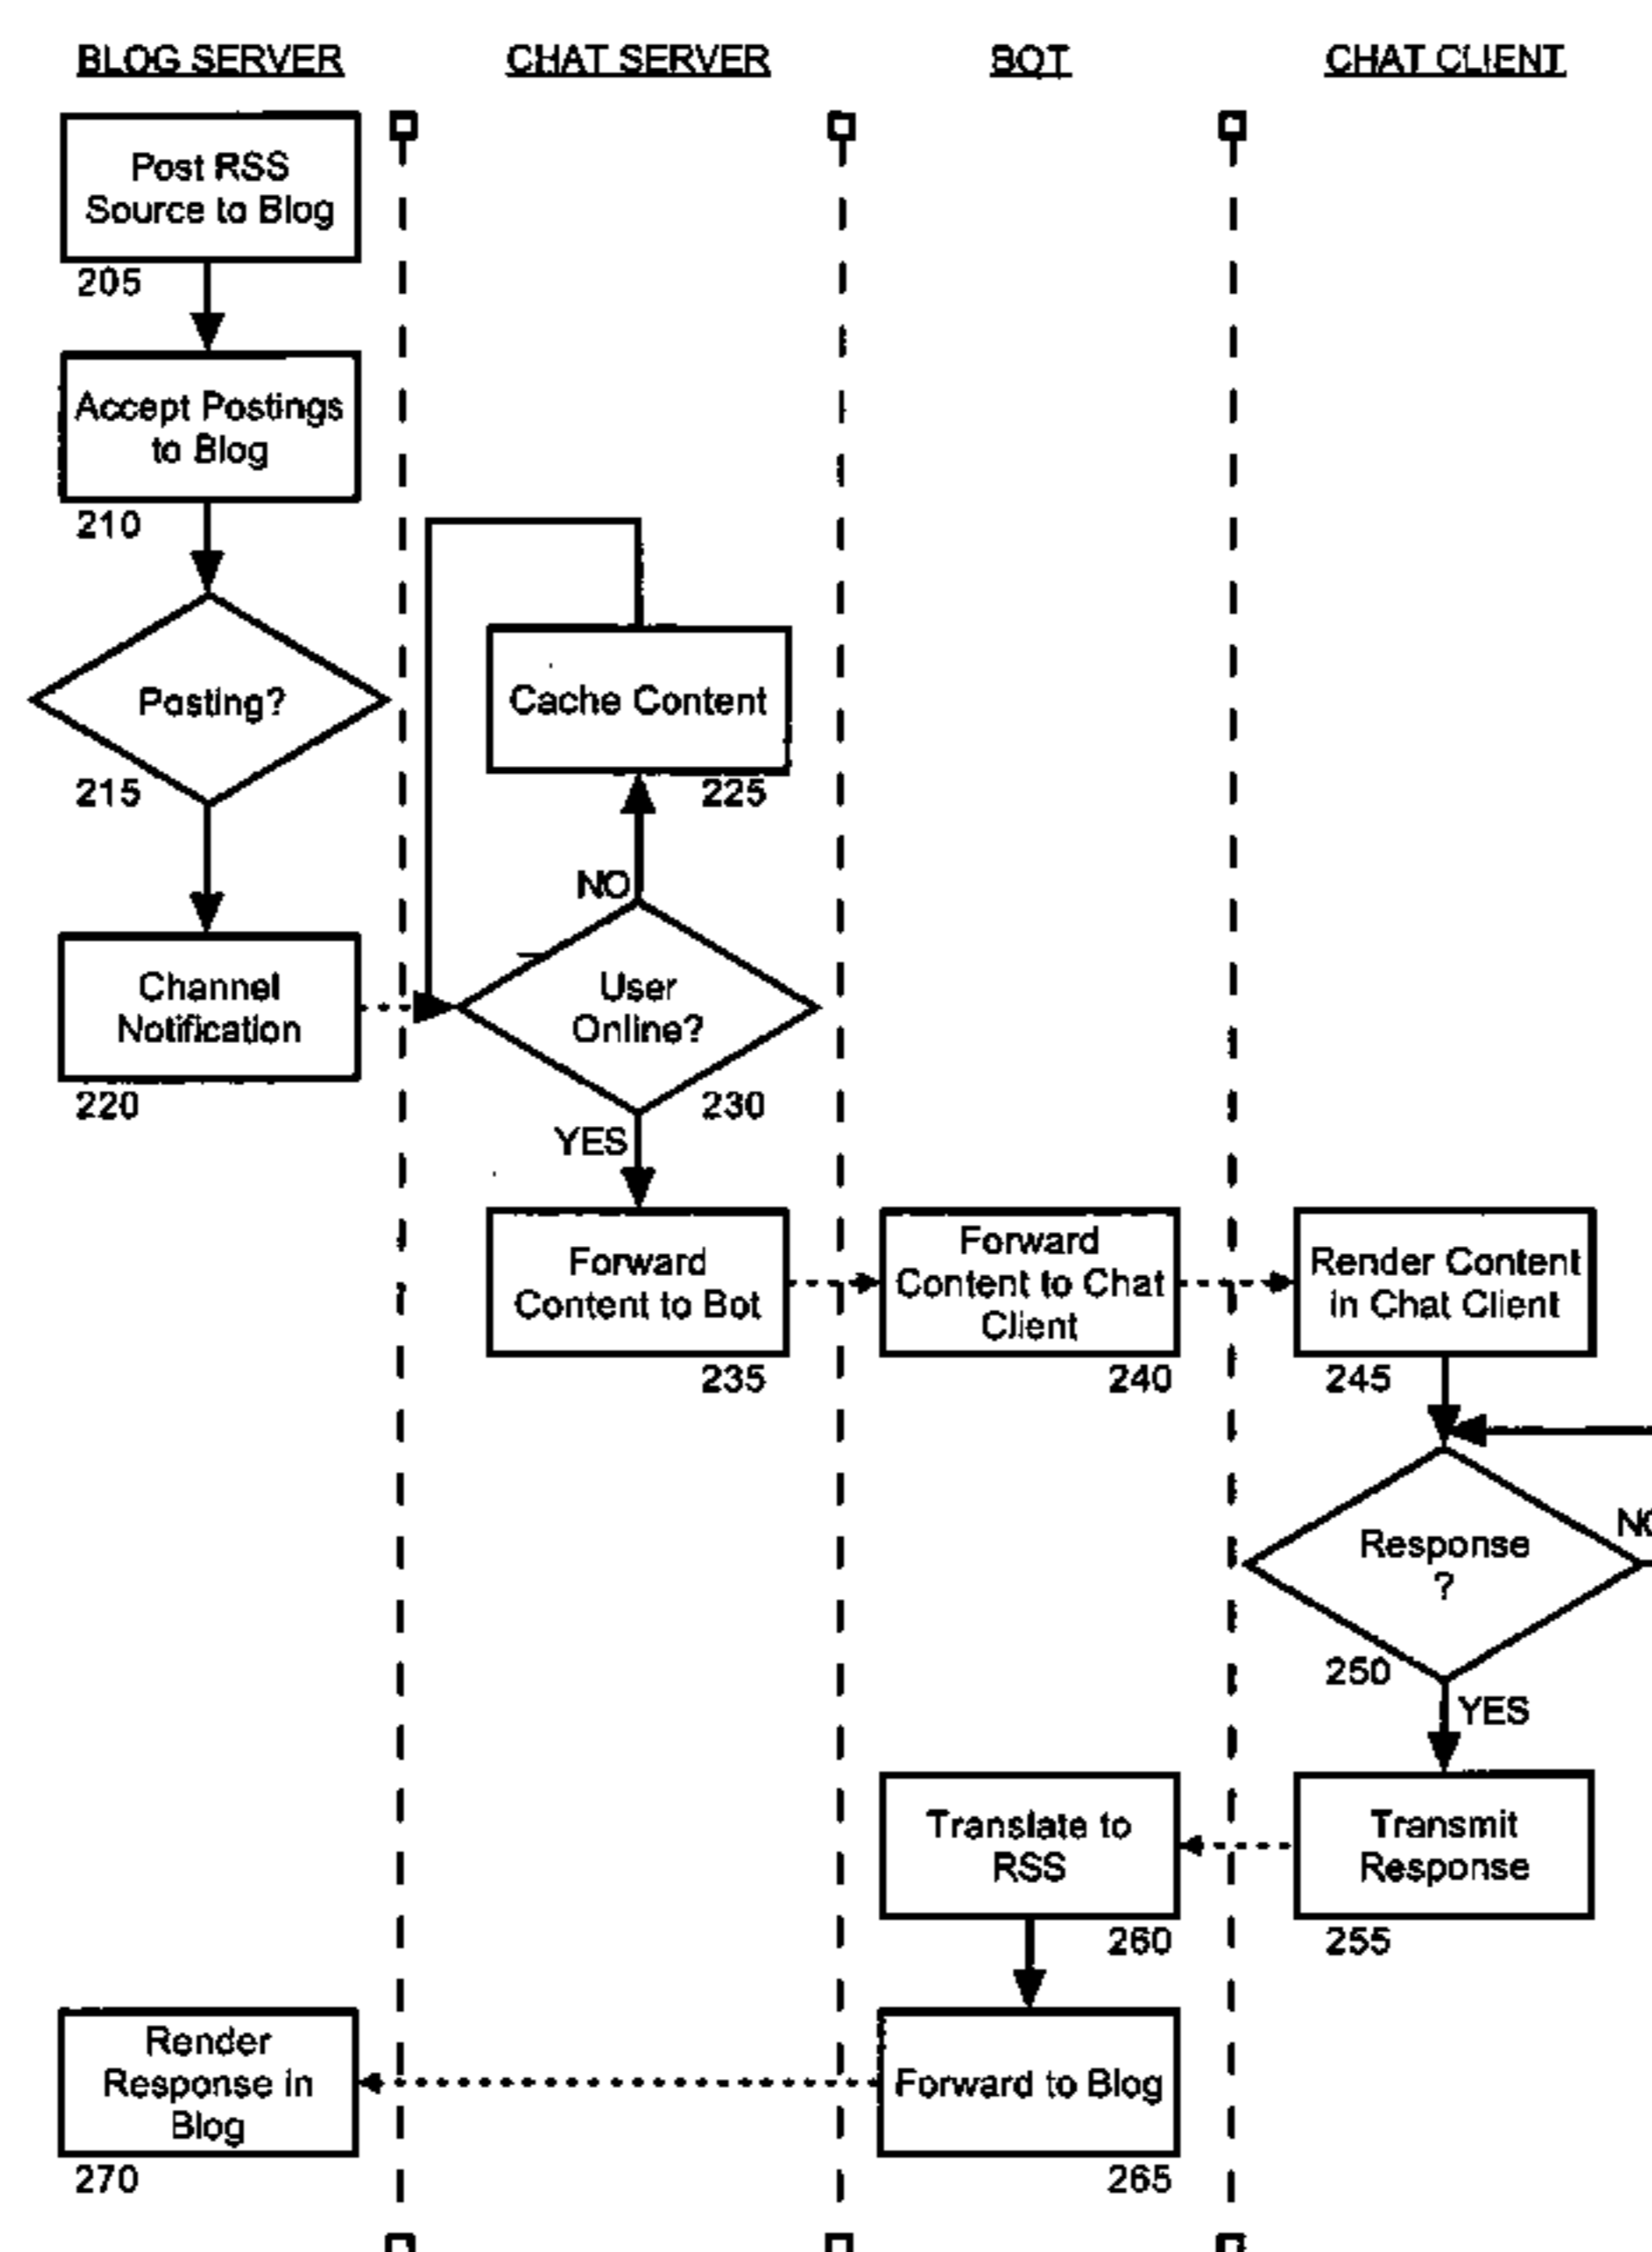 BLOG SERVER
CHAT SERVER
BOT
CHAT CLIENT
Post RSS
Source to Blog
205
Accept Postings
to Blog
210
Posting?
215
Cache Content
225
NO
Channel
Notification
220
User
Online?
230
YES
Forward
Content to Bot
235
Forward
Content to Chat
Client
240
Render Content
in Chat Client
245
Response
?
250
YES
Translate to
RSS
260
Transmit
Response
255
Render
Response in
Blog
270
Forward to Blog
265